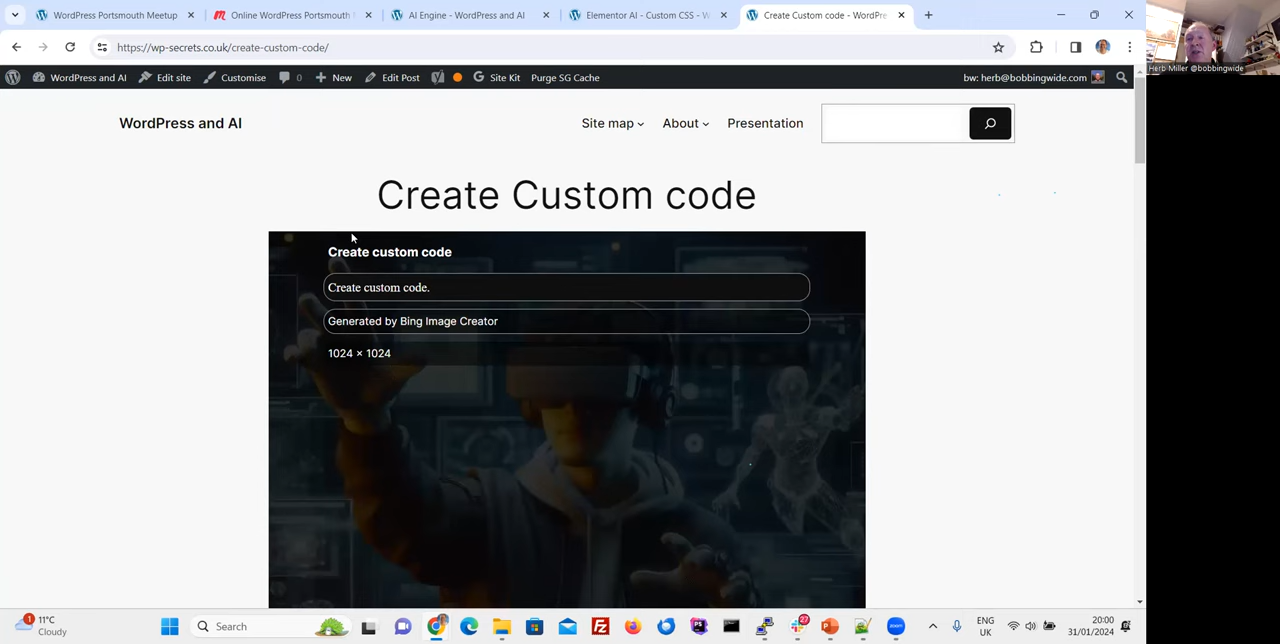 WordPress Portsmouth Meetup
Online WordPress Portsmouth
AI Engine - WordPress and AI
Elementor AI - Custom CSS - W
Create Custom code - WordPre
https://wp-secrets.co.uk/create-custom-code/
WordPress and AI
Edit site
Customise
0
New
Edit Post
Site Kit
Purge SG Cache
bw: herb@bobbingwide.com
Herb Miller @bobbingwide
WordPress and AI
Site map
About
Presentation
Create Custom code
Create custom code
Create custom code.
Generated by Bing Image Creator
1024 × 1024
1
11°C
Cloudy
Search
27
ENG
UK
20:00
31/01/2024